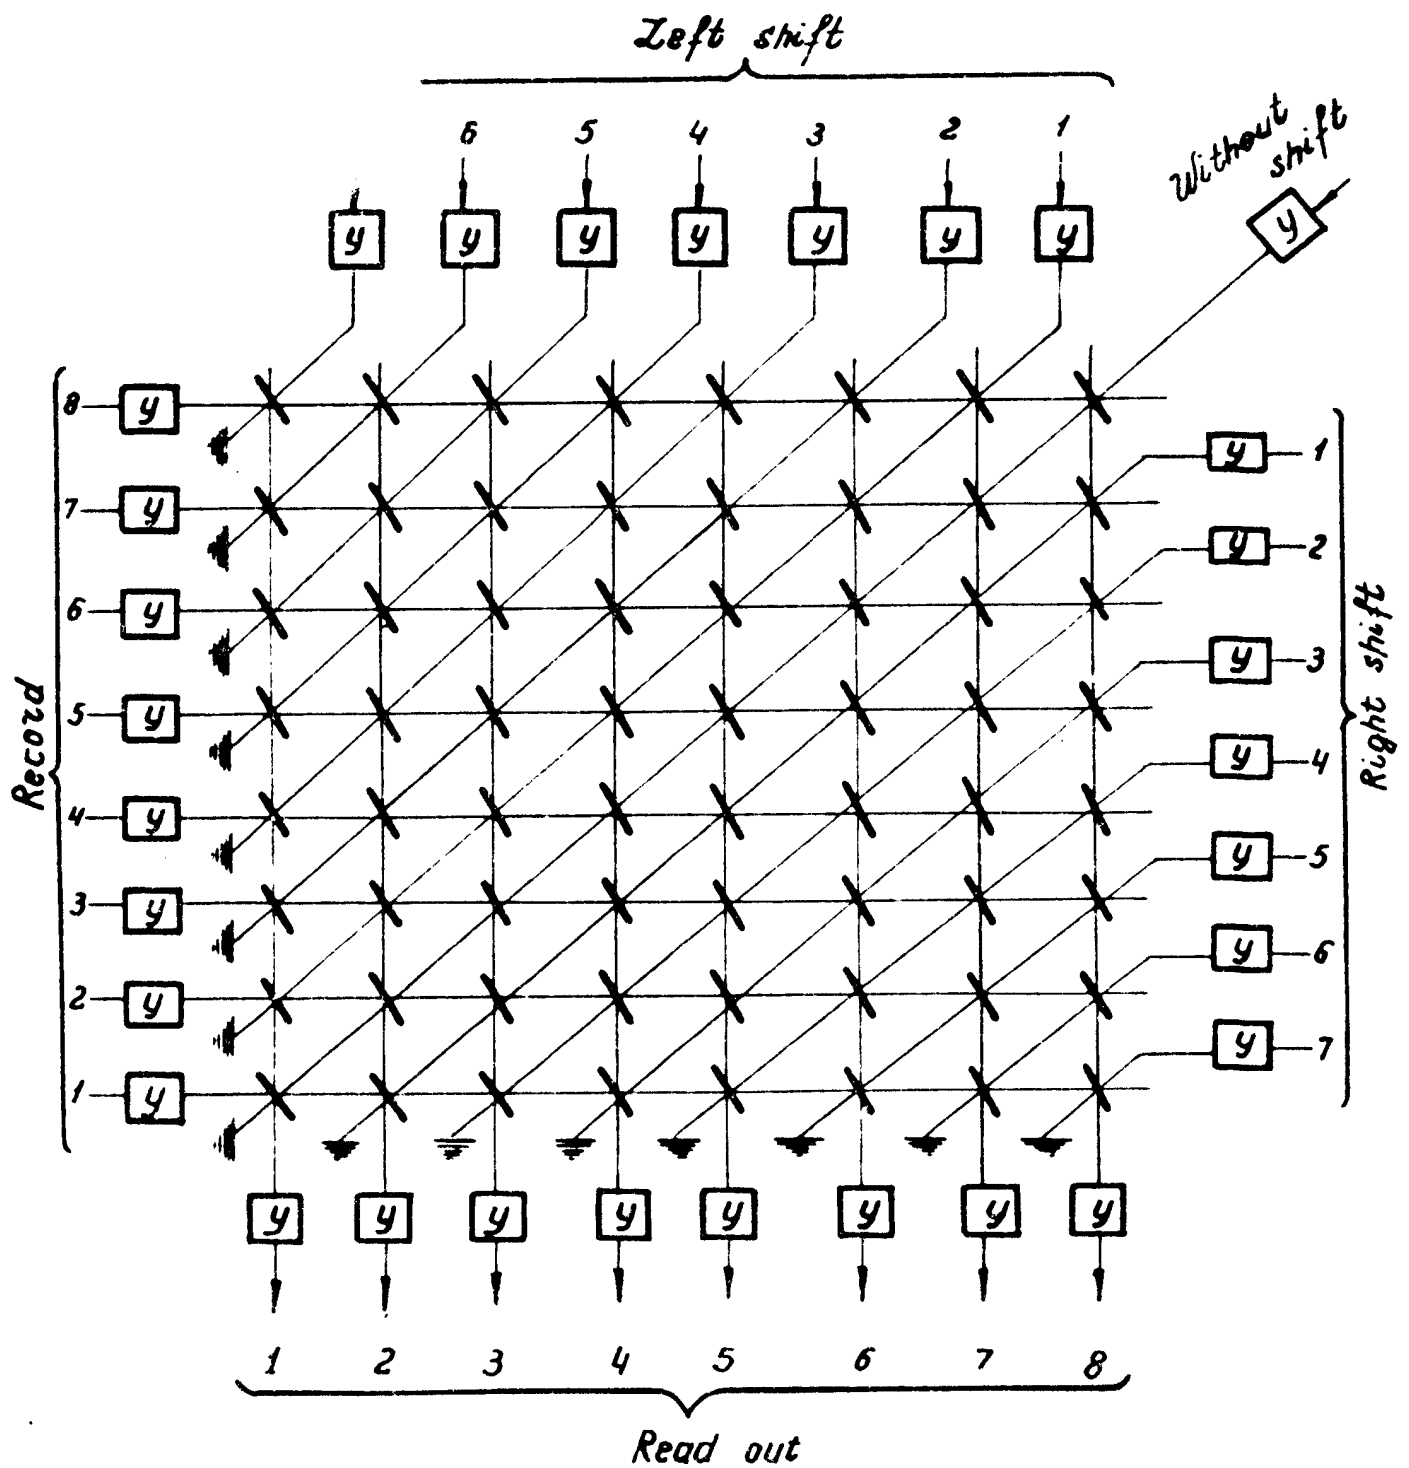 Left shift
6 5 4 3 2 1
Without
shift
y y y y y y y y
8 y
7 y
6 y
5 y
4 y
3 y
2 y
1 y
Record
y 1
y 2
y 3
y 4
y 5
y 6
y 7
Right shift
y y y y y y y y
1 2 3 4 5 6 7 8
Read out